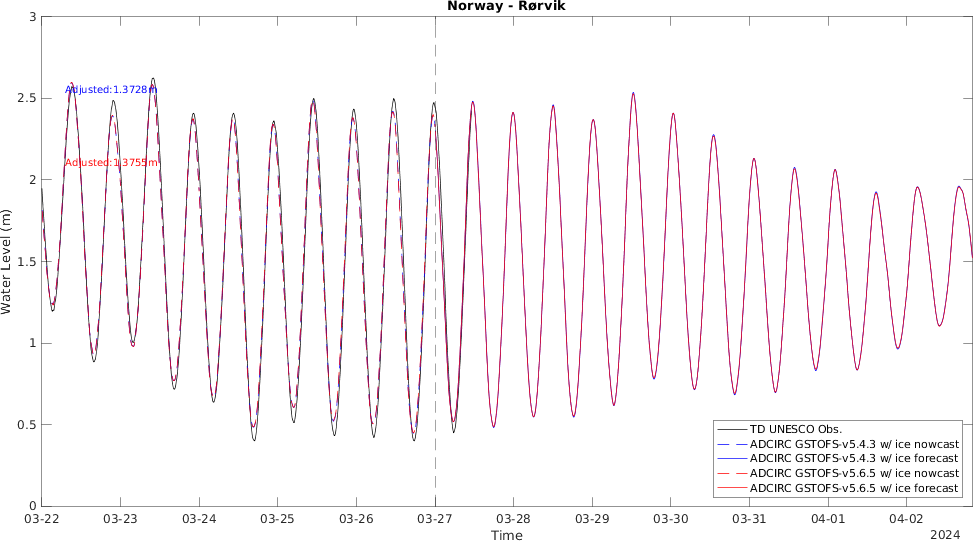 Norway - Rørvik
3
2.5
2
1.5
1
0.5
0
Water Level (m)
Adjusted:1.3728m
Adjusted:1.3755m
TD UNESCO Obs.
ADCIRC GSTOFS-v5.4.3 w/ ice nowcast
ADCIRC GSTOFS-v5.4.3 w/ ice forecast
ADCIRC GSTOFS-v5.6.5 w/ ice nowcast
ADCIRC GSTOFS-v5.6.5 w/ ice forecast
03-22 03-23 03-24 03-25 03-26 03-27 03-28 03-29 03-30 03-31 04-01 04-02
Time
2024